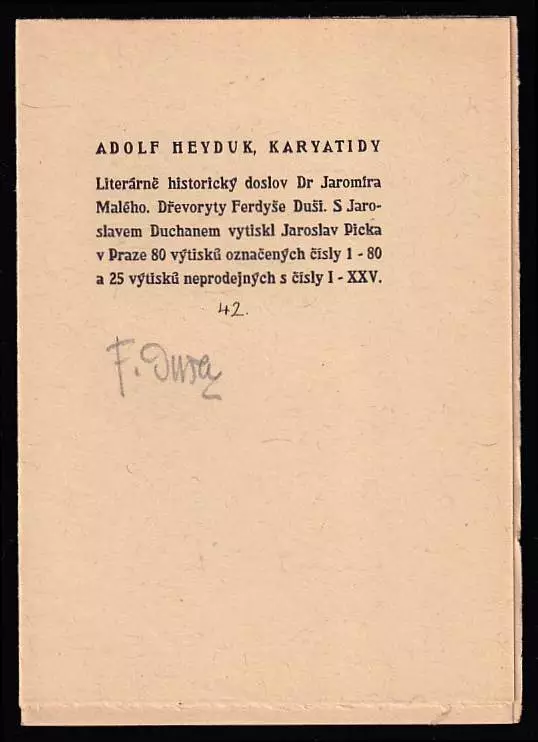 ADOLF HEYDUK, KARYATIDY
Literárně historický doslov Dr Jaromíra
Malého. Dřevoryty Ferdyše Duši. S Jaro-
slavem Duchanem vytiskl Jaroslav Picka
v Praze 80 výtisků označených čísly 1 - 80
a 25 výtisků neprodejných s čísly I - XXV.
42.
F. Duša